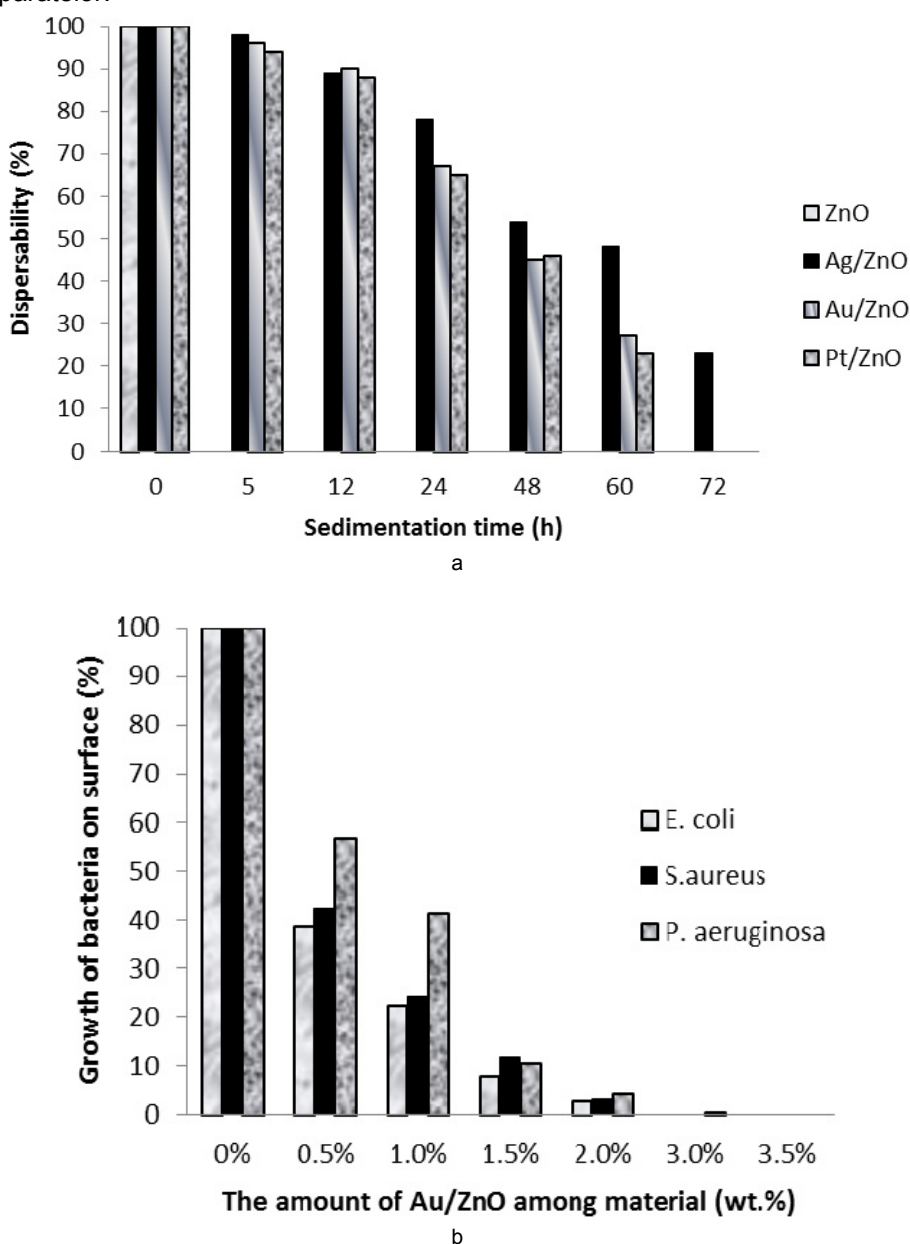 100
90
80
70
60
50
40
30
20
10
0
Dispersability (%)
0 5 12 24 48 60 72
Sedimentation time (h)
ZnO
Ag/ZnO
Au/ZnO
Pt/ZnO
a
100
90
80
70
60
50
40
30
20
10
0
Growth of bacteria on surface (%)
0% 0.5% 1.0% 1.5% 2.0% 3.0% 3.5%
The amount of Au/ZnO among material (wt.%)
E. coli
S.aureus
P. aeruginosa
b